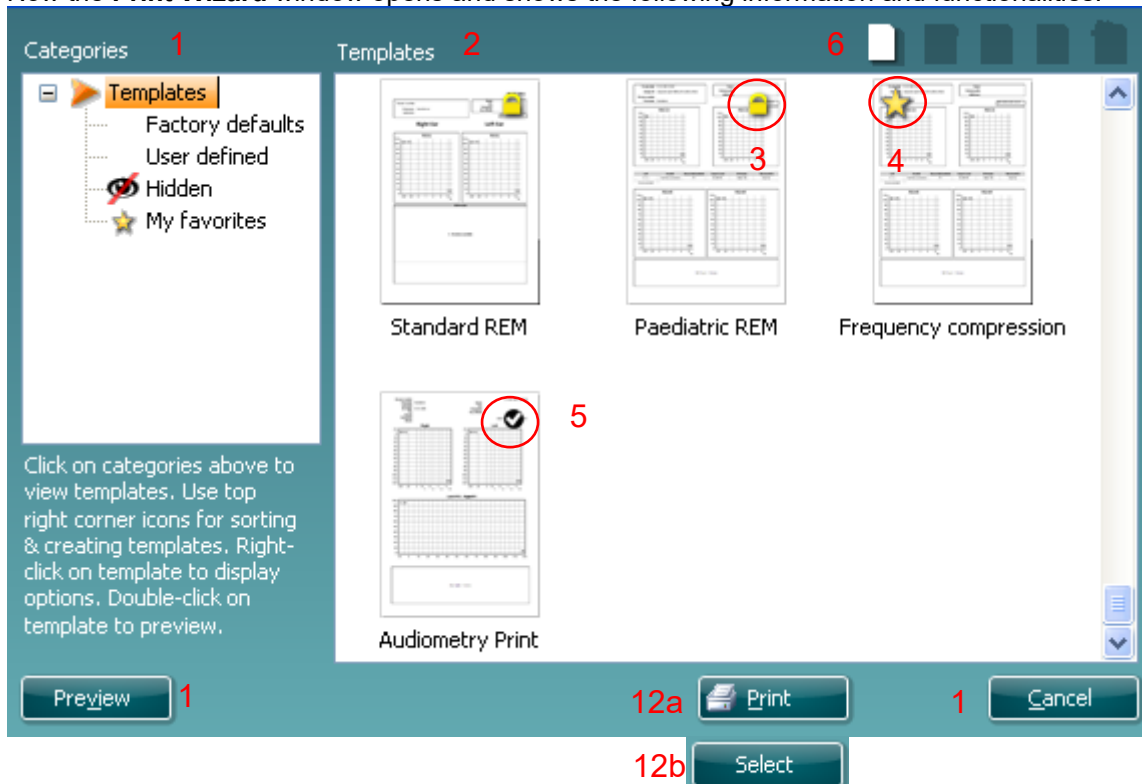 Categories 1
Templates 2
6
Templates
Factory defaults
User defined
Hidden
My favorites
3
4
Standard REM
Paediatric REM
Frequency compression
5
Audiometry Print
Click on categories above to
view templates. Use top
right corner icons for sorting
& creating templates. Right-
click on template to display
options. Double-click on
template to preview.
Preview 1
12a Print
1 Cancel
12b Select